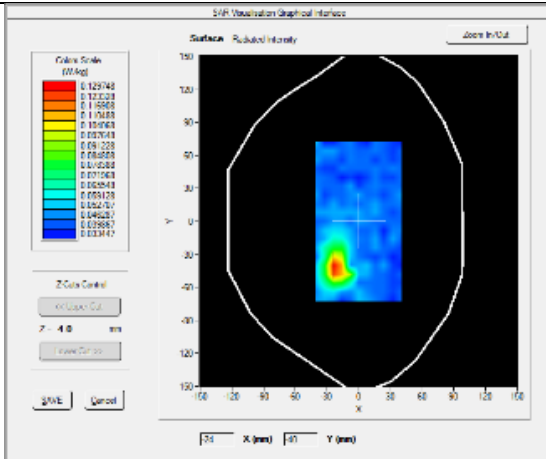 SAR Visualisation Graphical Interface
Surface Radiated Intensity
Zoom In/Out
Colors Scale
(W/kg)
0.129748
0.123328
0.116908
0.110488
0.104068
0.097648
0.091228
0.084808
0.078388
0.071968
0.065548
0.059128
0.052707
0.046287
0.039867
0.033447
150
120
90
60
30
0
-30
-60
-90
-120
150
Y
-150 -120 -90 -60 -30 0 30 60 90 120 150
X
Z-Cuts Control
<< Upper Cut
Z = 4.0 mm
SAVE Cancel
-24 X (mm) -40 Y (mm)